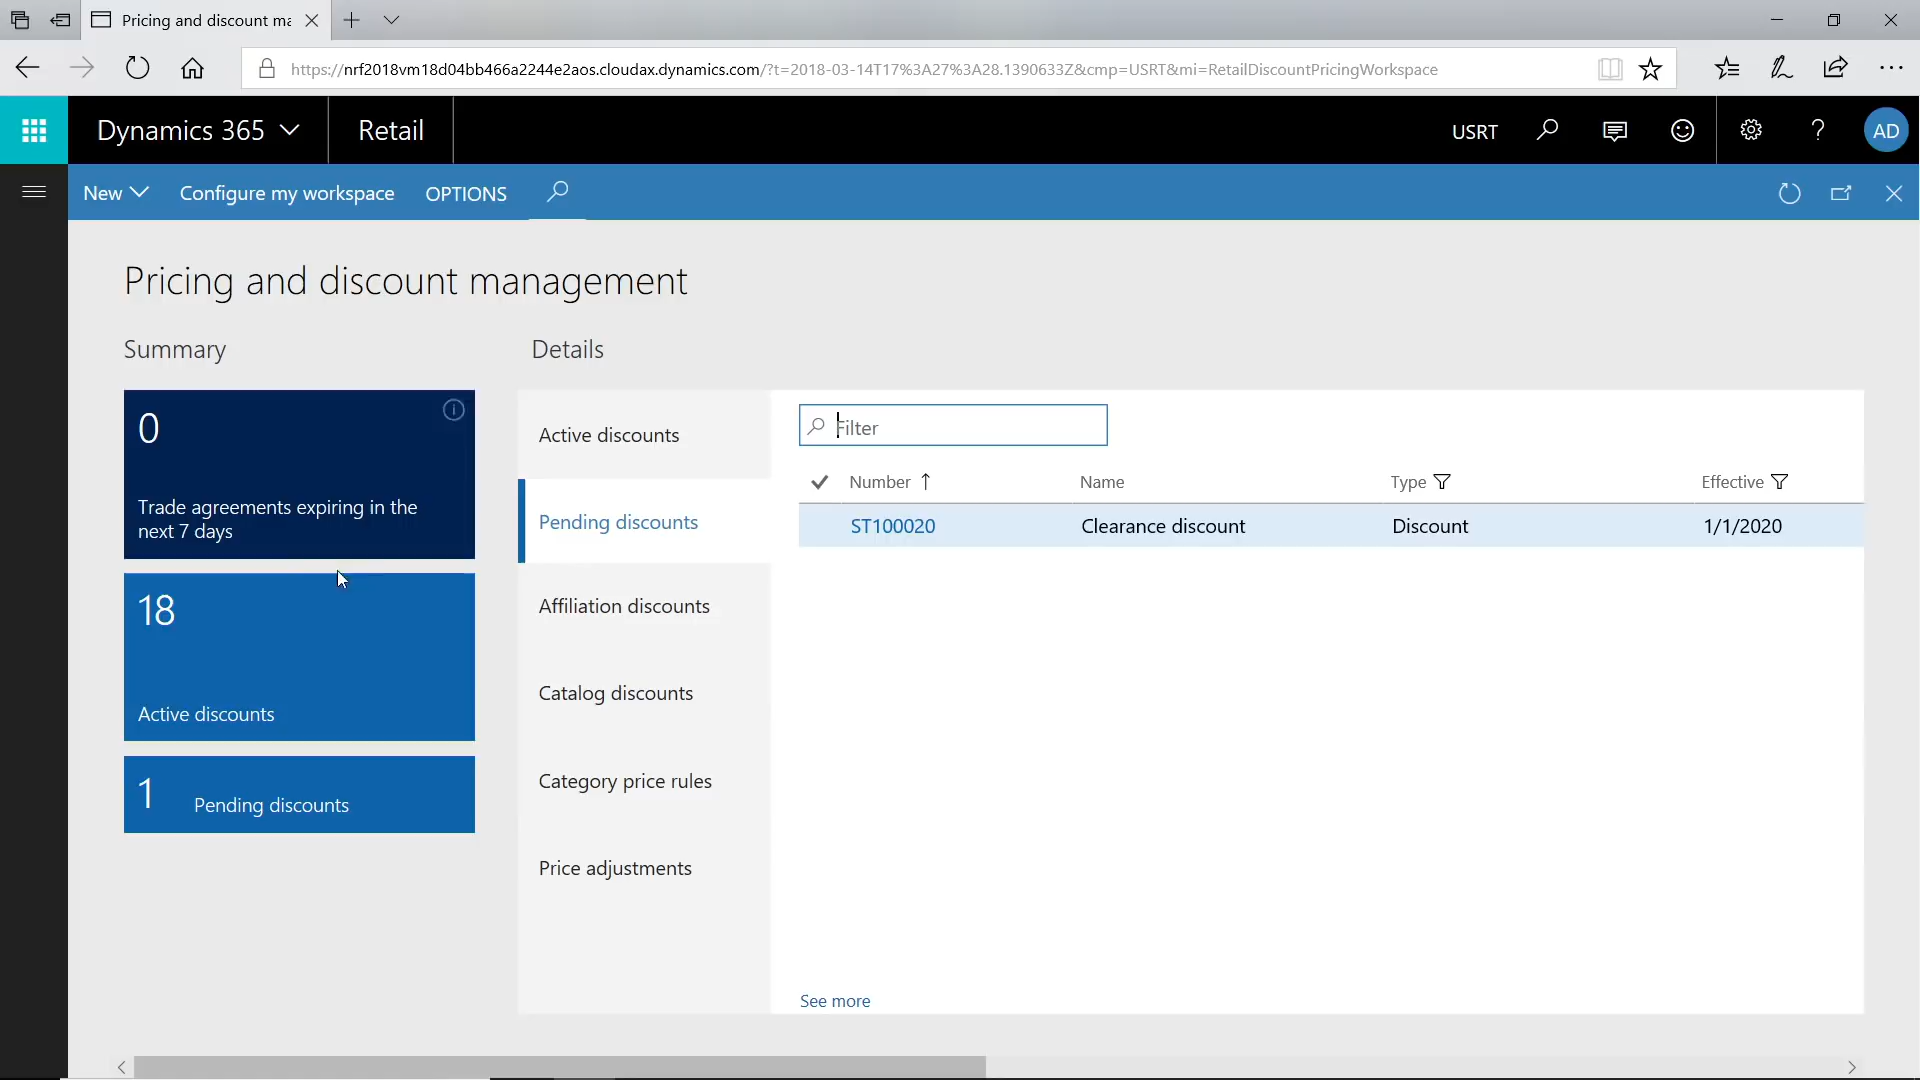 Pricing and discount ma
https://nrf2018vm18d04bb466a2244e2aos.cloudax.dynamics.com/?t=2018-03-14T17%3A27%3A28.1390633Z&cmp=USRT&mi=RetailDiscountPricingWorkspace
Dynamics 365 Retail USRT ? AD
New Configure my workspace OPTIONS
Pricing and discount management
Summary Details
0
Trade agreements expiring in the
next 7 days
18
Active discounts
1 Pending discounts
Active discounts
Pending discounts
Affiliation discounts
Catalog discounts
Category price rules
Price adjustments
Filter
Number Name Type Effective
ST100020 Clearance discount Discount 1/1/2020
See more